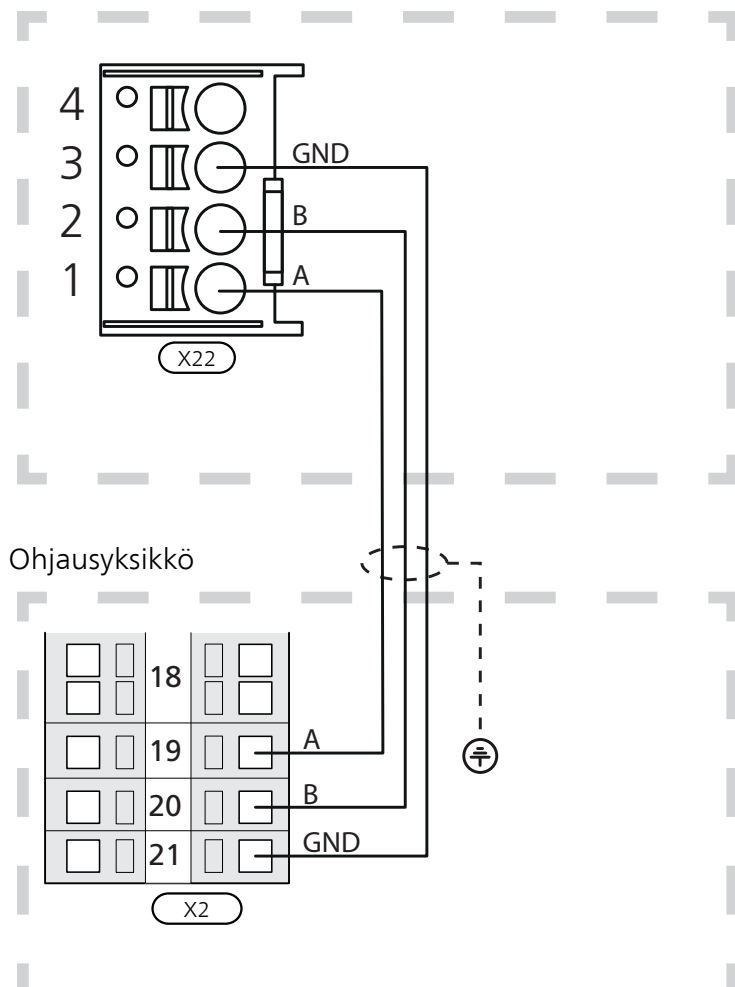 4
3 GND
2 B
1 A
X22
Ohjausyksikkö
18
19 A
20 B
21 GND
X2